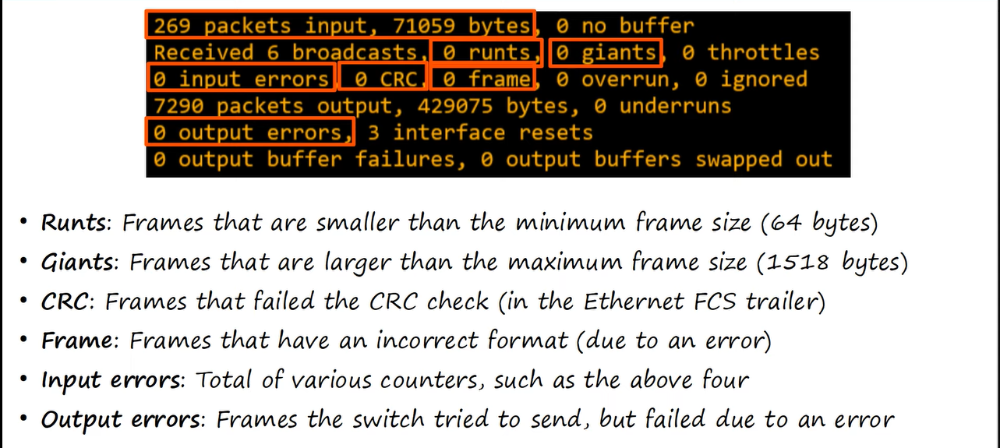 269 packets input, 71059 bytes, 0 no buffer
Received 6 broadcasts, 0 runts, 0 giants, 0 throttles
0 input errors, 0 CRC, 0 frame, 0 overrun, 0 ignored
7290 packets output, 429075 bytes, 0 underruns
0 output errors, 3 interface resets
0 output buffer failures, 0 output buffers swapped out
• Runts: Frames that are smaller than the minimum frame size (64 bytes)
• Giants: Frames that are larger than the maximum frame size (1518 bytes)
• CRC: Frames that failed the CRC check (in the Ethernet FCS trailer)
• Frame: Frames that have an incorrect format (due to an error)
• Input errors: Total of various counters, such as the above four
• Output errors: Frames the switch tried to send, but failed due to an error